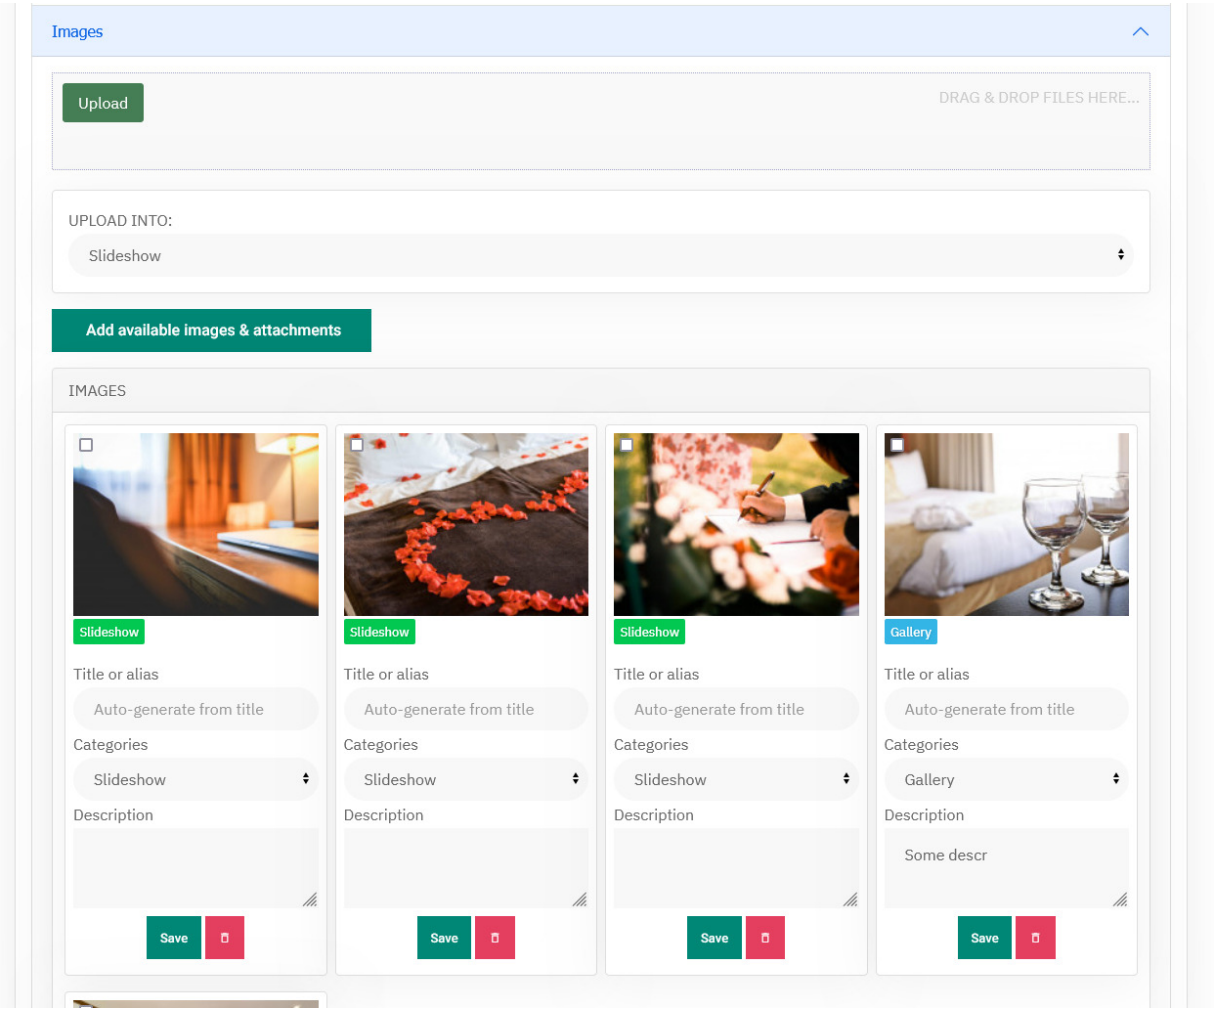 Images
Upload
DRAG & DROP FILES HERE...
UPLOAD INTO:
Slideshow
Add available images & attachments
IMAGES
Slideshow Slideshow Slideshow Gallery
Title or alias Title or alias Title or alias Title or alias
Auto-generate from title Auto-generate from title Auto-generate from title Auto-generate from title
Categories Categories Categories Categories
Slideshow Slideshow Slideshow Gallery
Description Description Description Description
Some descr
Save Save Save Save